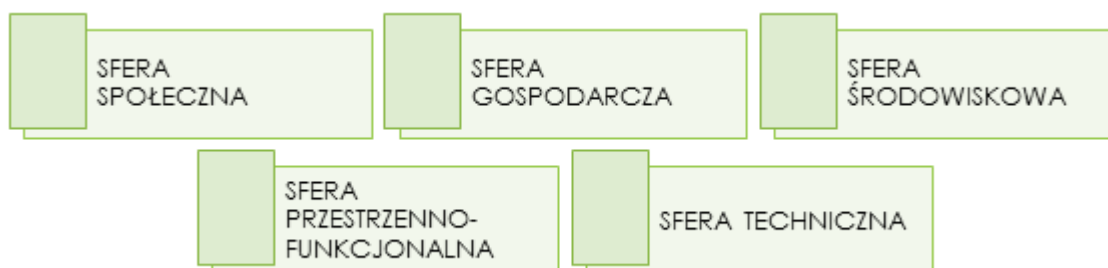 SFERA
SPOŁECZNA
SFERA
GOSPODARCZA
SFERA
ŚRODOWISKOWA
SFERA
PRZESTRZENNO-
FUNKCJONALNA
SFERA TECHNICZNA